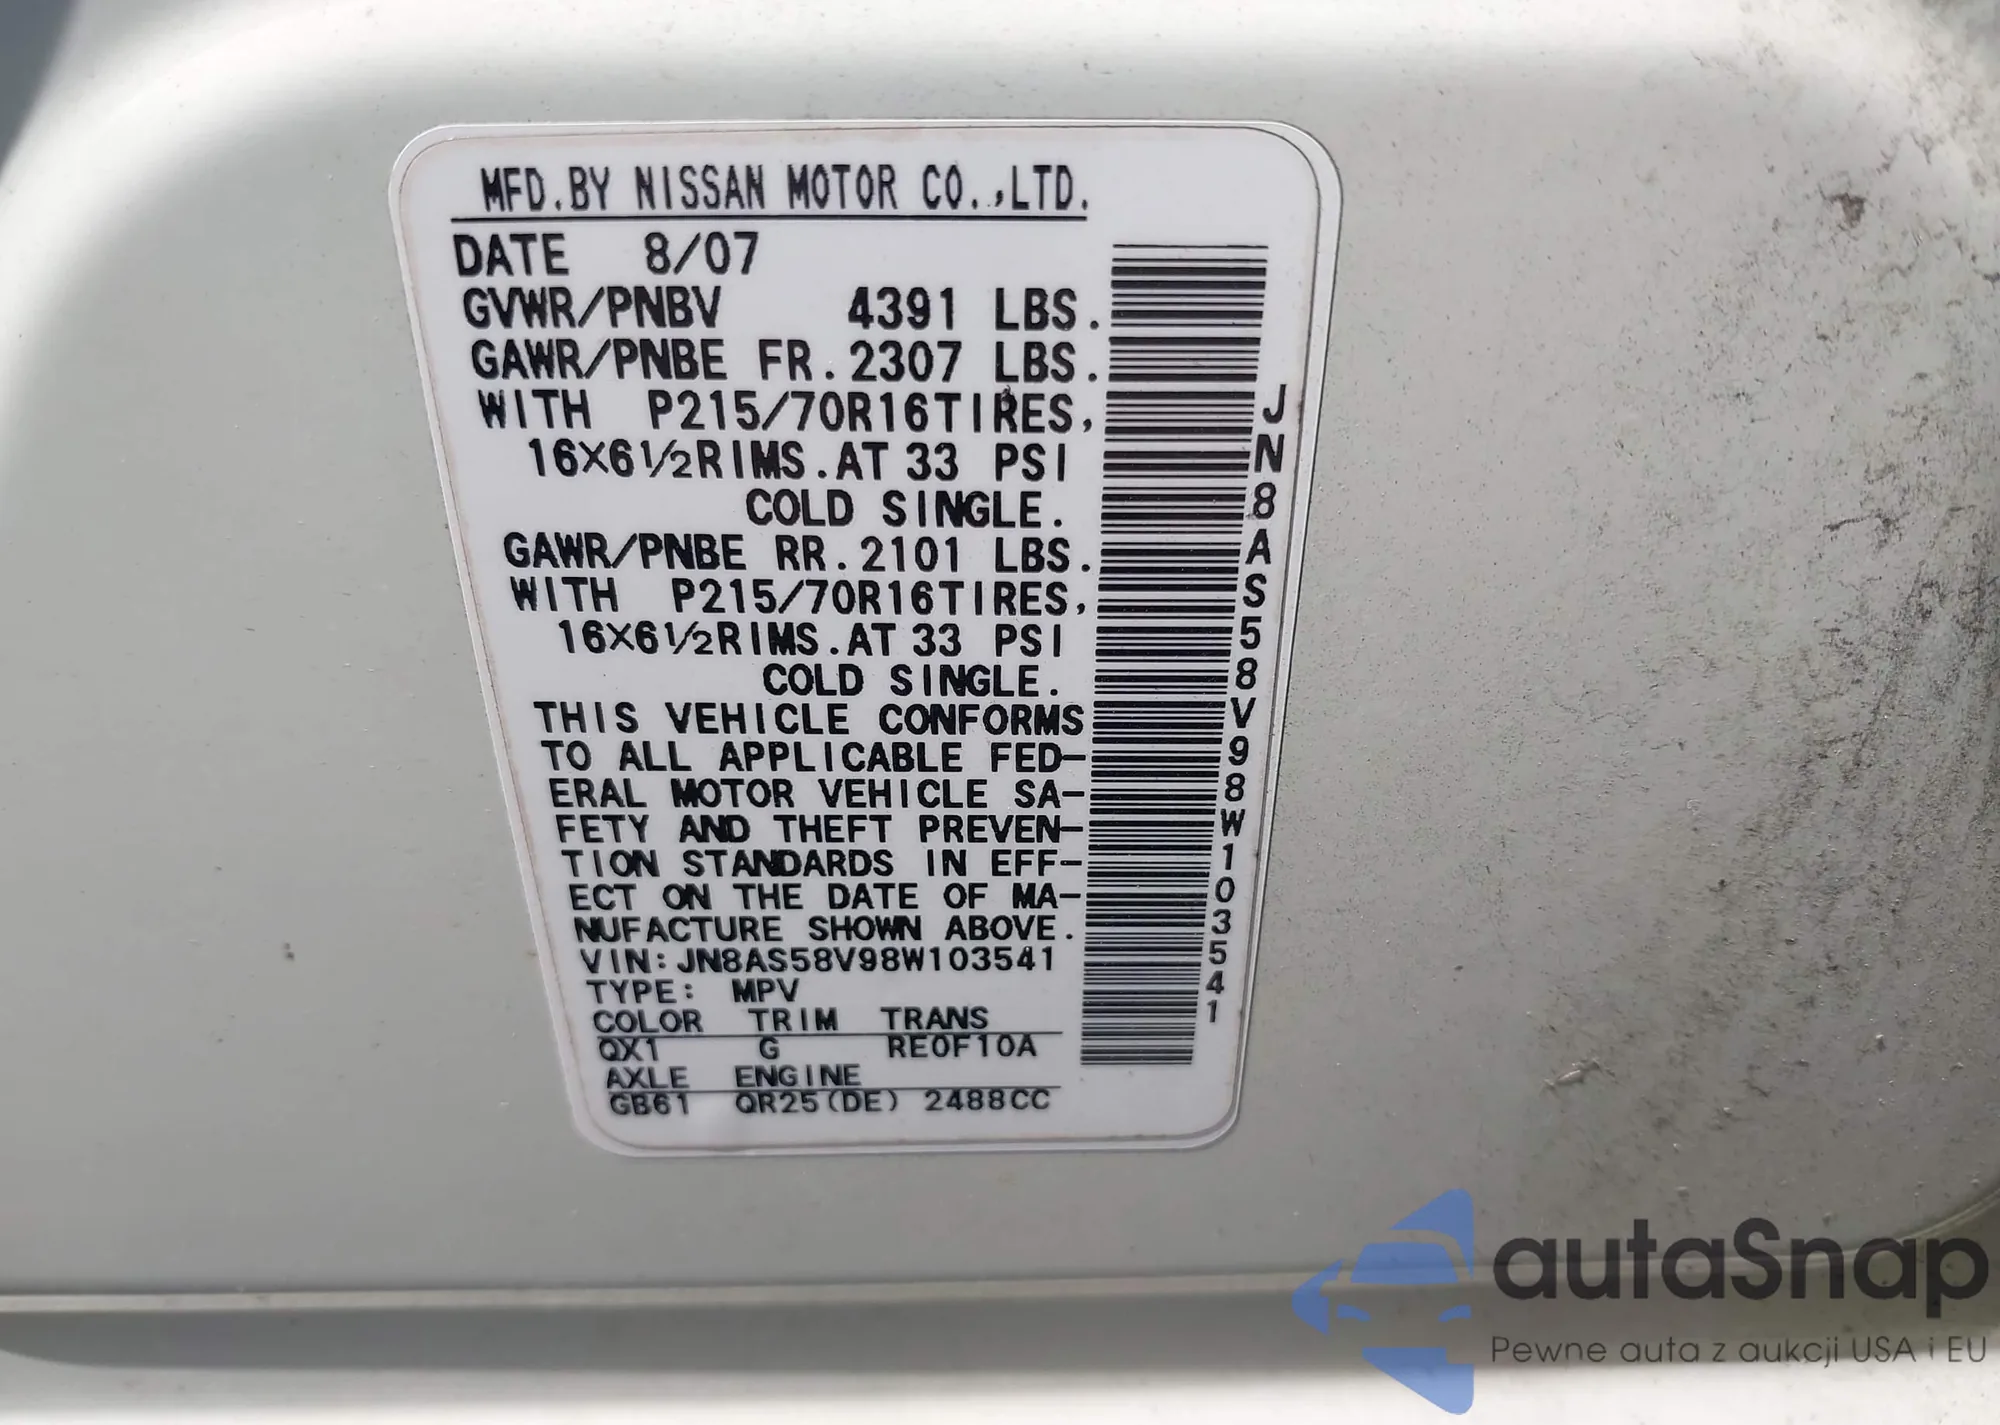 MFD.BY NISSAN MOTOR CO.,LTD.
DATE 8/07
GVWR/PNBV 4391 LBS.
GAWR/PNBE FR.2307 LBS.
WITH P215/70R16TIRES,
16X6½RIMS.AT 33 PSI
COLD SINGLE.
GAWR/PNBE RR.2101 LBS.
WITH P215/70R16TIRES,
16X6½RIMS.AT 33 PSI
COLD SINGLE.
THIS VEHICLE CONFORMS
TO ALL APPLICABLE FED-
ERAL MOTOR VEHICLE SA-
FETY AND THEFT PREVEN-
TION STANDARDS IN EFF-
ECT ON THE DATE OF MA-
NUFACTURE SHOWN ABOVE.
VIN:JN8AS58V98W103541
TYPE: MPV
COLOR TRIM TRANS
QX1 G RE0F10A
AXLE ENGINE
GB61 QR25(DE) 2488CC
JN8AS58V98W103541
autaSnap
Pewne auta z aukcji USA i EU